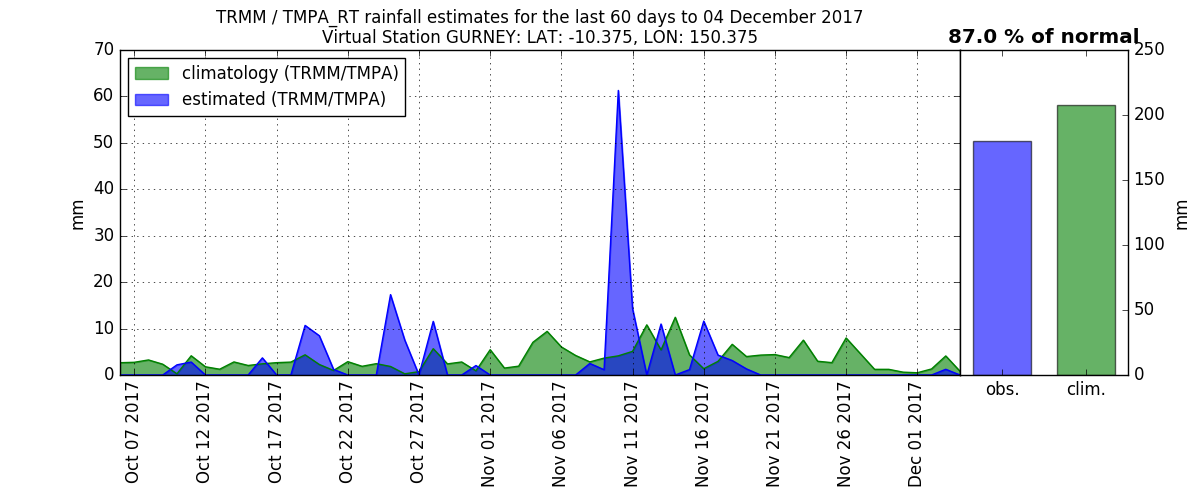 TRMM / TMPA_RT rainfall estimates for the last 60 days to 04 December 2017
Virtual Station GURNEY: LAT: -10.375, LON: 150.375
87.0 % of normal
climatology (TRMM/TMPA)
estimated (TRMM/TMPA)
70
60
50
40
30
20
10
0
mm
Oct 07 2017
Oct 12 2017
Oct 17 2017
Oct 22 2017
Oct 27 2017
Nov 01 2017
Nov 06 2017
Nov 11 2017
Nov 16 2017
Nov 21 2017
Nov 26 2017
Dec 01 2017
250
200
150
100
50
0
mm
obs.
clim.